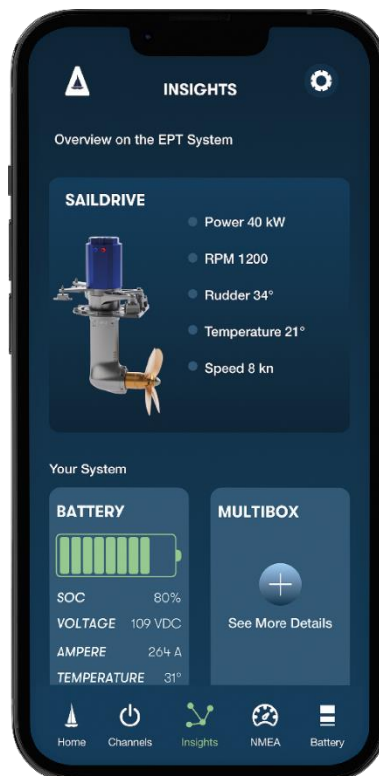 INSIGHTS
Overview on the EPT System
SAILDRIVE
Power 40 kW
RPM 1200
Rudder 34°
Temperature 21°
Speed 8 kn
Your System
BATTERY
SOC 80%
VOLTAGE 109 VDC
AMPERE 264 A
TEMPERATURE 31°
MULTIBOX
See More Details
Home Channels Insights NMEA Battery